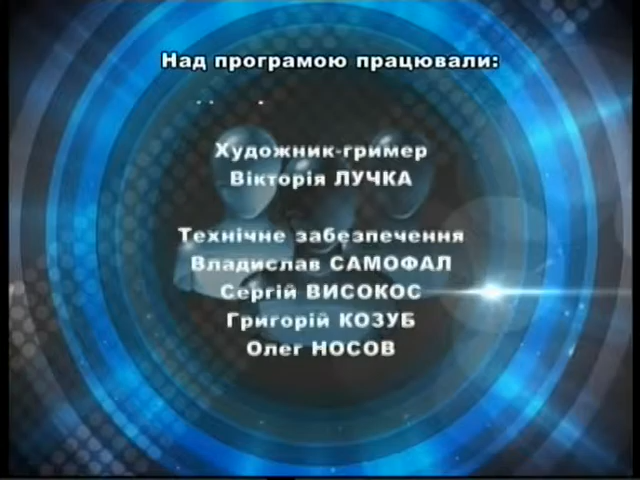 Над програмою працювали:
Художник-гример
Вікторія ЛУЧКА
Технічне забезпечення
Владислав САМОФАЛ
Сергій ВИСОКОС
Григорій КОЗУБ
Олег НОСОВ